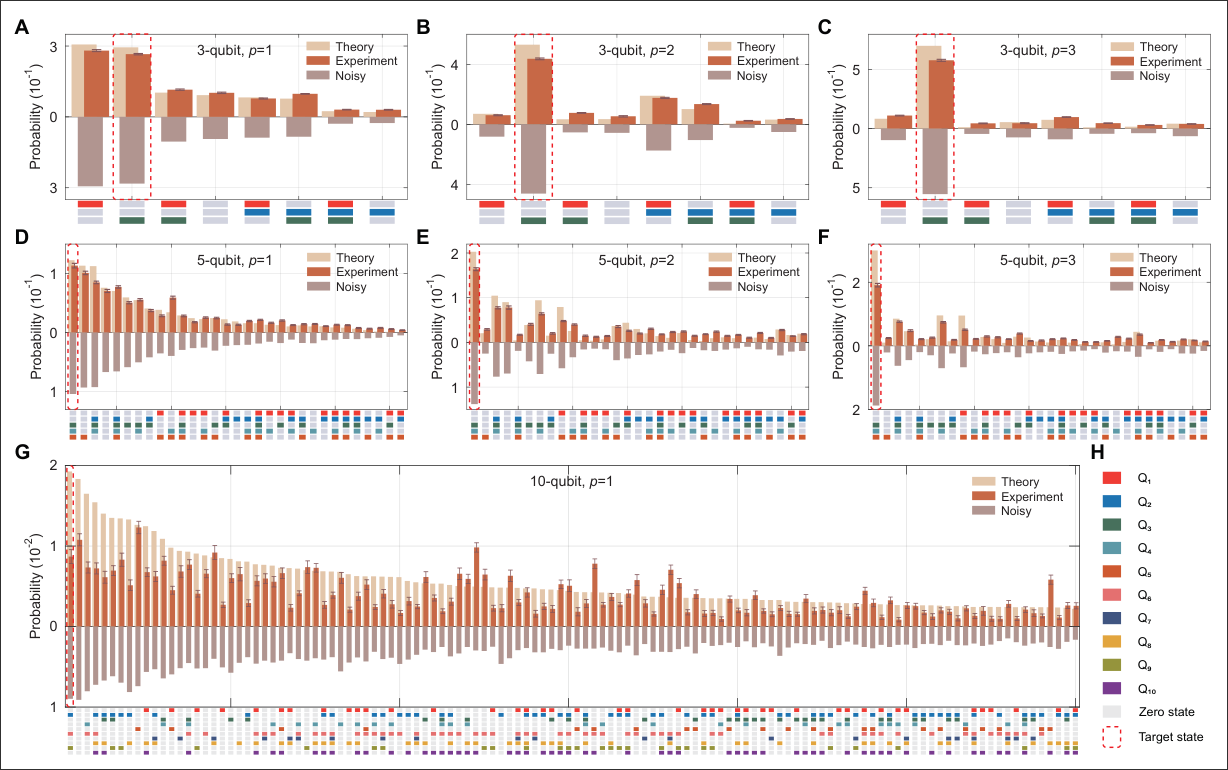 A
3-qubit, p=1
Theory
Experiment
Noisy
Probability (10⁻¹)
3
0
3
B
3-qubit, p=2
Theory
Experiment
Noisy
Probability (10⁻¹)
4
0
4
C
3-qubit, p=3
Theory
Experiment
Noisy
Probability (10⁻¹)
5
0
5
D
5-qubit, p=1
Theory
Experiment
Noisy
Probability (10⁻¹)
1
0
1
E
5-qubit, p=2
Theory
Experiment
Noisy
Probability (10⁻¹)
2
1
0
1
F
5-qubit, p=3
Theory
Experiment
Noisy
Probability (10⁻¹)
2
0
2
G
10-qubit, p=1
Theory
Experiment
Noisy
Probability (10⁻²)
2
1
0
1
H
Q₁
Q₂
Q₃
Q₄
Q₅
Q₆
Q₇
Q₈
Q₉
Q₁₀
Zero state
Target state